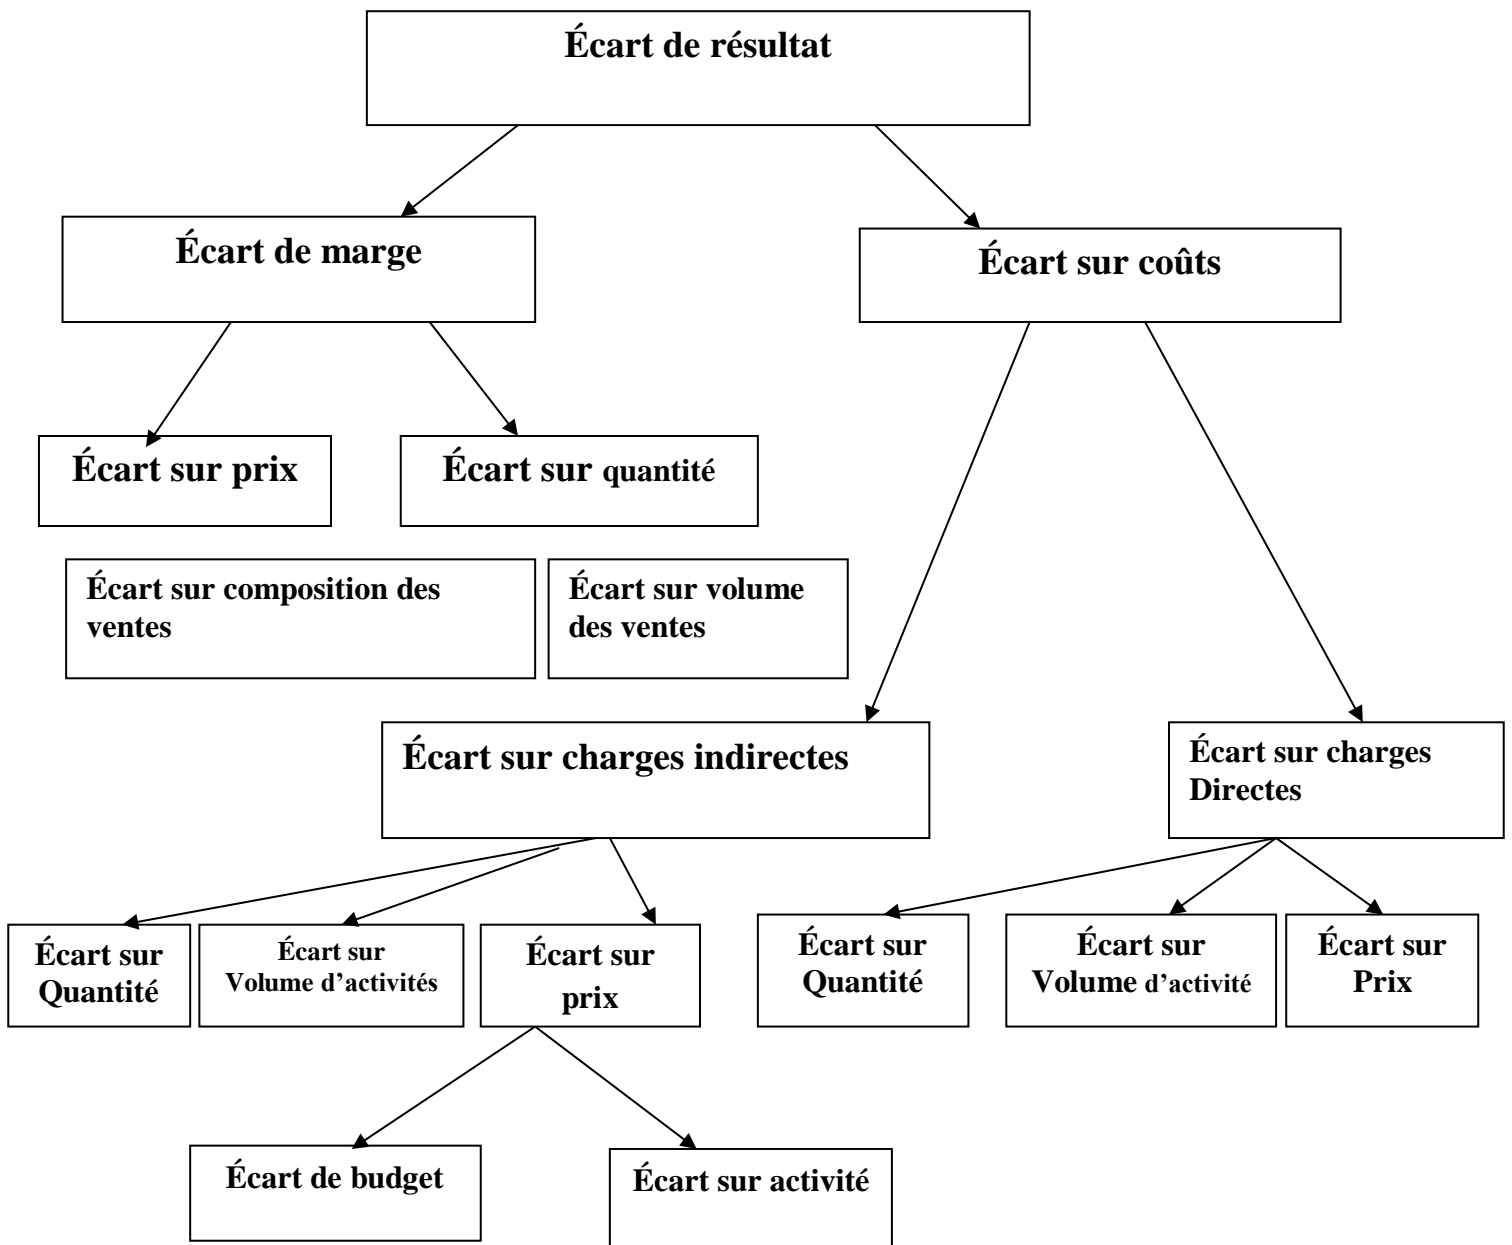 Écart de résultat
Écart de marge
Écart sur coûts
Écart sur prix
Écart sur quantité
Écart sur composition des
ventes
Écart sur volume
des ventes
Écart sur charges indirectes
Écart sur charges
Directes
Écart sur
Quantité
Écart sur
Volume d’activités
Écart sur
prix
Écart sur
Quantité
Écart sur
Volume d’activité
Écart sur
Prix
Écart de budget
Écart sur activité